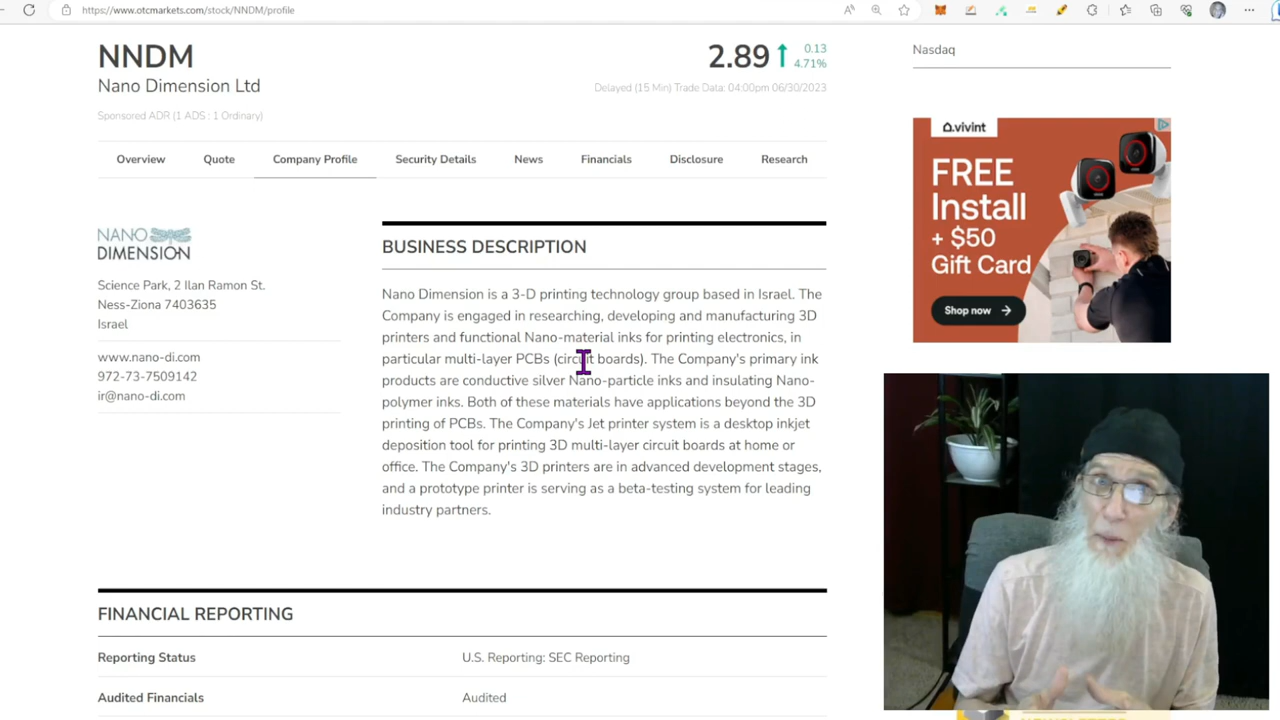 https://www.otcmarkets.com/stock/NNDM/profile
NNDM
Nano Dimension Ltd
Sponsored ADR (1 ADS : 1 Ordinary)
2.89
0.13
4.71%
Delayed (15 Min) Trade Data: 04:00pm 06/30/2023
Nasdaq
Overview
Quote
Company Profile
Security Details
News
Financials
Disclosure
Research
NANO
DIMENSION
Science Park, 2 Ilan Ramon St.
Ness-Ziona 7403635
Israel
www.nano-di.com
972-73-7509142
ir@nano-di.com
BUSINESS DESCRIPTION
Nano Dimension is a 3-D printing technology group based in Israel. The
Company is engaged in researching, developing and manufacturing 3D
printers and functional Nano-material inks for printing electronics, in
particular multi-layer PCBs (circuit boards). The Company's primary ink
products are conductive silver Nano-particle inks and insulating Nano-
polymer inks. Both of these materials have applications beyond the 3D
printing of PCBs. The Company's Jet printer system is a desktop inkjet
deposition tool for printing 3D multi-layer circuit boards at home or
office. The Company's 3D printers are in advanced development stages,
and a prototype printer is serving as a beta-testing system for leading
industry partners.
vivint
FREE
Install
+ $50
Gift Card
Shop now
FINANCIAL REPORTING
Reporting Status
U.S. Reporting: SEC Reporting
Audited Financials
Audited